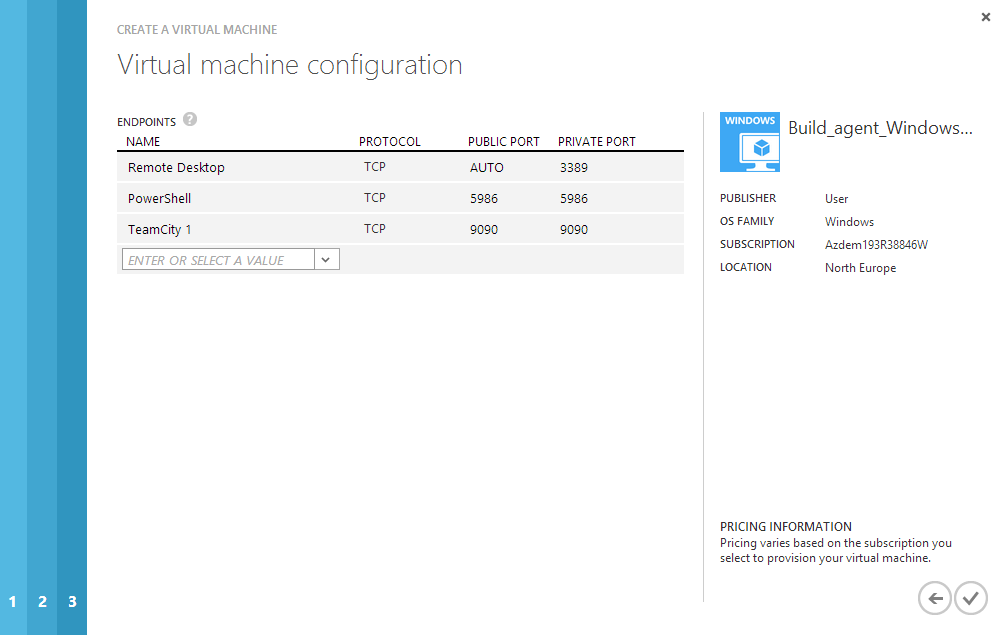 CREATE A VIRTUAL MACHINE
Virtual machine configuration
ENDPOINTS ?
NAME PROTOCOL PUBLIC PORT PRIVATE PORT
Remote Desktop TCP AUTO 3389
PowerShell TCP 5986 5986
TeamCity 1 TCP 9090 9090
ENTER OR SELECT A VALUE
WINDOWS
Build_agent_Windows...
PUBLISHER User
OS FAMILY Windows
SUBSCRIPTION Azdem193R38846W
LOCATION North Europe
PRICING INFORMATION
Pricing varies based on the subscription you
select to provision your virtual machine.
1 2 3